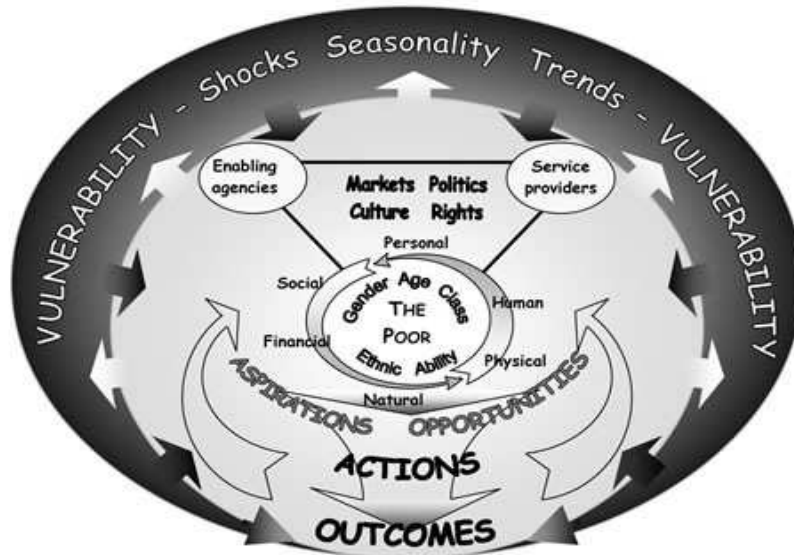 VULNERABILITY - Shocks Seasonality Trends - VULNERABILITY
Enabling
agencies
Service
providers
Markets Politics
Culture Rights
Personal
Social
Human
Financial
Physical
Natural
Gender Age Class
THE
POOR
Ethnic Ability
ASPIRATIONS OPPORTUNITIES
ACTIONS
OUTCOMES